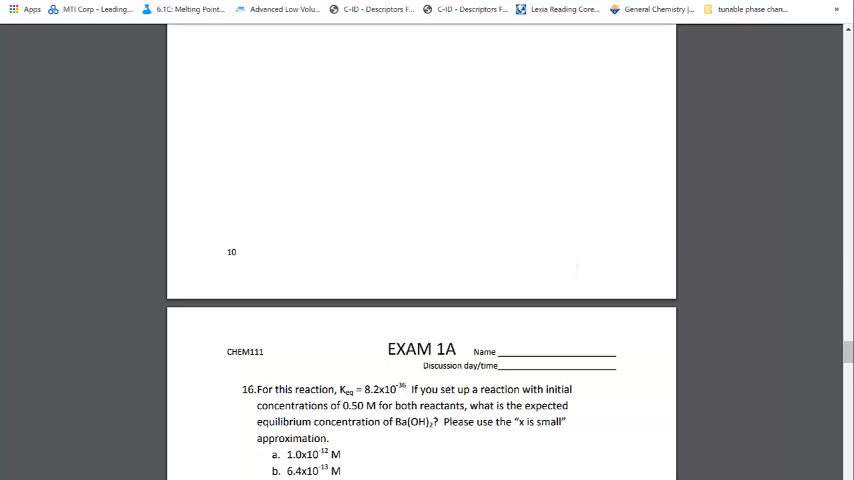 Apps MTI Corp - Leading... 6.1C: Melting Point... Advanced Low Volu... C-ID - Descriptors F... C-ID - Descriptors F... Lexia Reading Core... General Chemistry |... tunable phase chan... »
10
CHEM111 EXAM 1A Name ____________________
Discussion day/time____________________
16.For this reaction, Keq = 8.2x10⁻³⁶ If you set up a reaction with initial
concentrations of 0.50 M for both reactants, what is the expected
equilibrium concentration of Ba(OH)₂? Please use the “x is small”
approximation.
a. 1.0x10⁻¹² M
b. 6.4x10⁻¹³ M